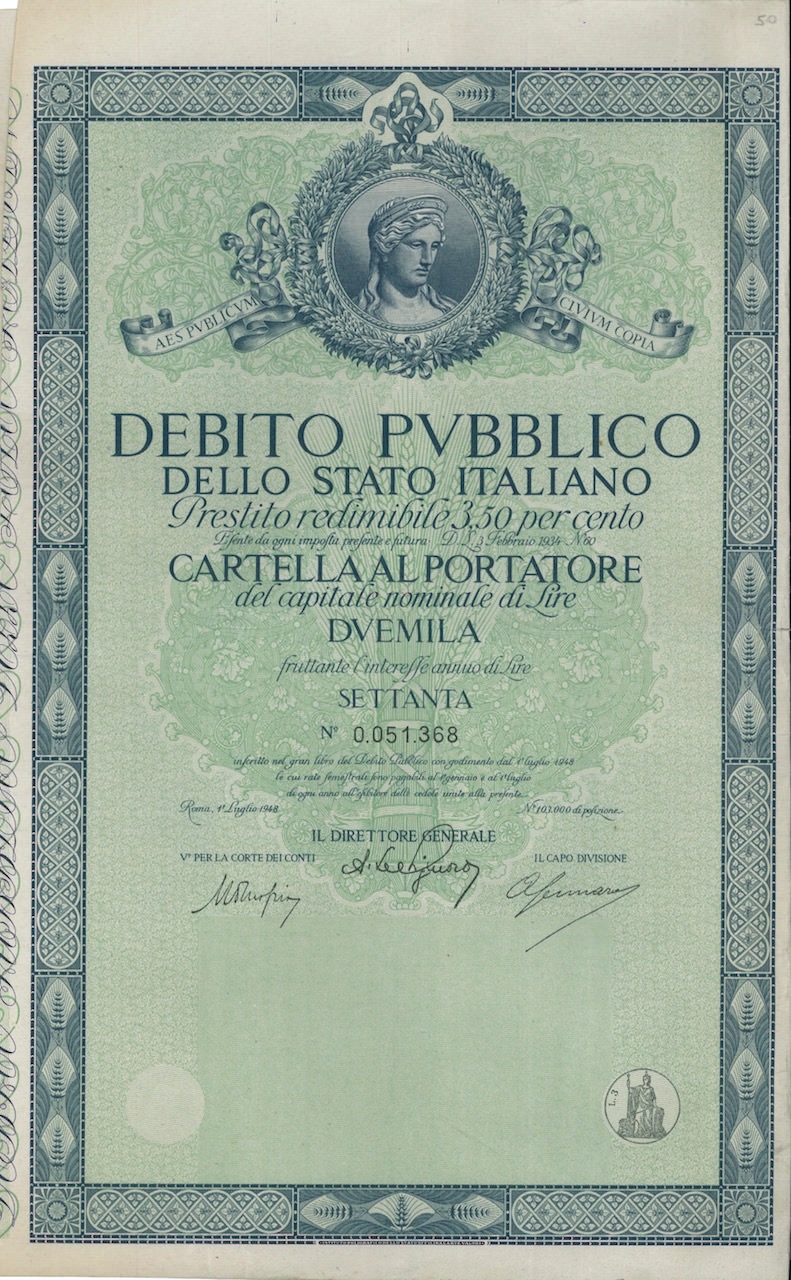 50
AES PVBLICVM
CIVIVM COPIA
DEBITO PVBBLICO
DELLO STATO ITALIANO
Prestito redimibile 3,50 per cento
Esente da ogni imposta presente e futura D. L. 3 Febbraio 1934 N. 60
CARTELLA AL PORTATORE
del capitale nominale di Lire
DVEMILA
fruttante l'interesse annuo di Lire
SETTANTA
N° 0.051.368
inscritto nel gran libro del Debito Pubblico con godimento dal 1° luglio 1948
le cui rate semestrali sono pagabili al 1° gennaio e al 1° luglio
di ogni anno all'esibitore delle cedole unite alla presente.
Roma, 1° Luglio 1948
N° 103.000 di posizione
IL DIRETTORE GENERALE
V° PER LA CORTE DEI CONTI
IL CAPO DIVISIONE
L. 3